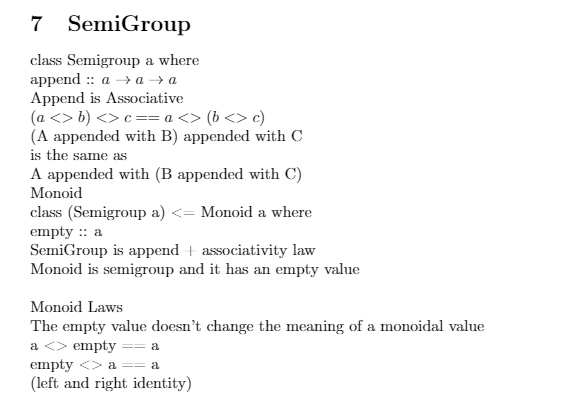 7 SemiGroup
class Semigroup a where
append :: a → a → a
Append is Associative
(a <> b) <> c == a <> (b <> c)
(A appended with B) appended with C
is the same as
A appended with (B appended with C)
Monoid
class (Semigroup a) <= Monoid a where
empty :: a
SemiGroup is append + associativity law
Monoid is semigroup and it has an empty value
Monoid Laws
The empty value doesn't change the meaning of a monoidal value
a <> empty == a
empty <> a == a
(left and right identity)